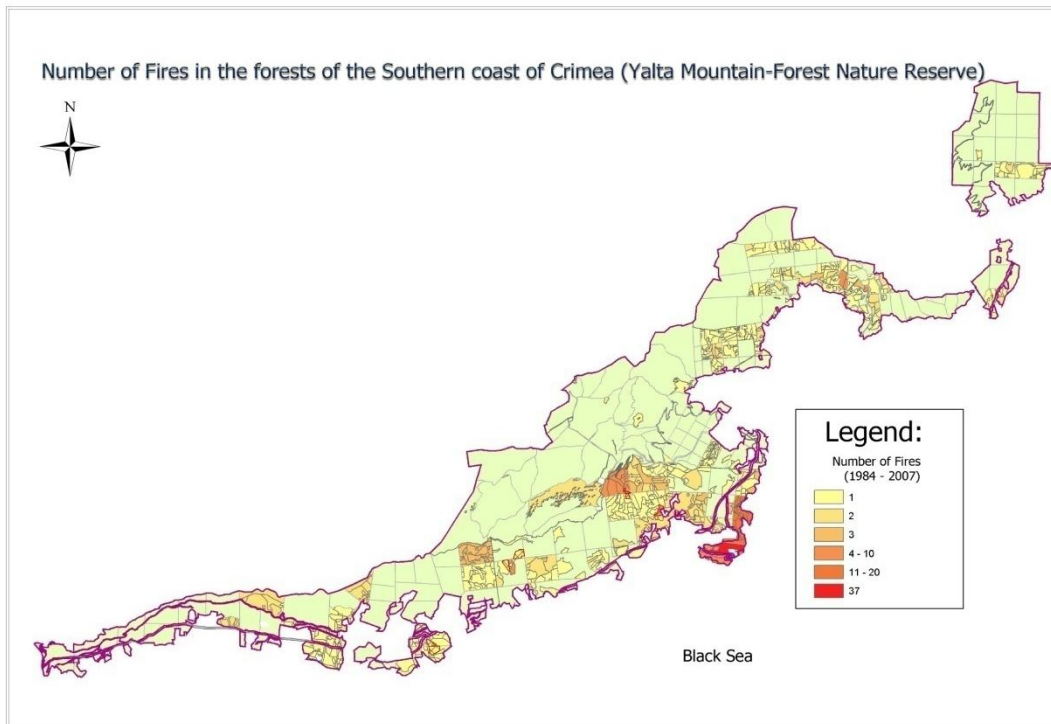 Number of Fires in the forests of the Southern coast of Crimea (Yalta Mountain-Forest Nature Reserve)
N
Legend:
Number of Fires
(1984 - 2007)
1
2
3
4 - 10
11 - 20
37
Black Sea